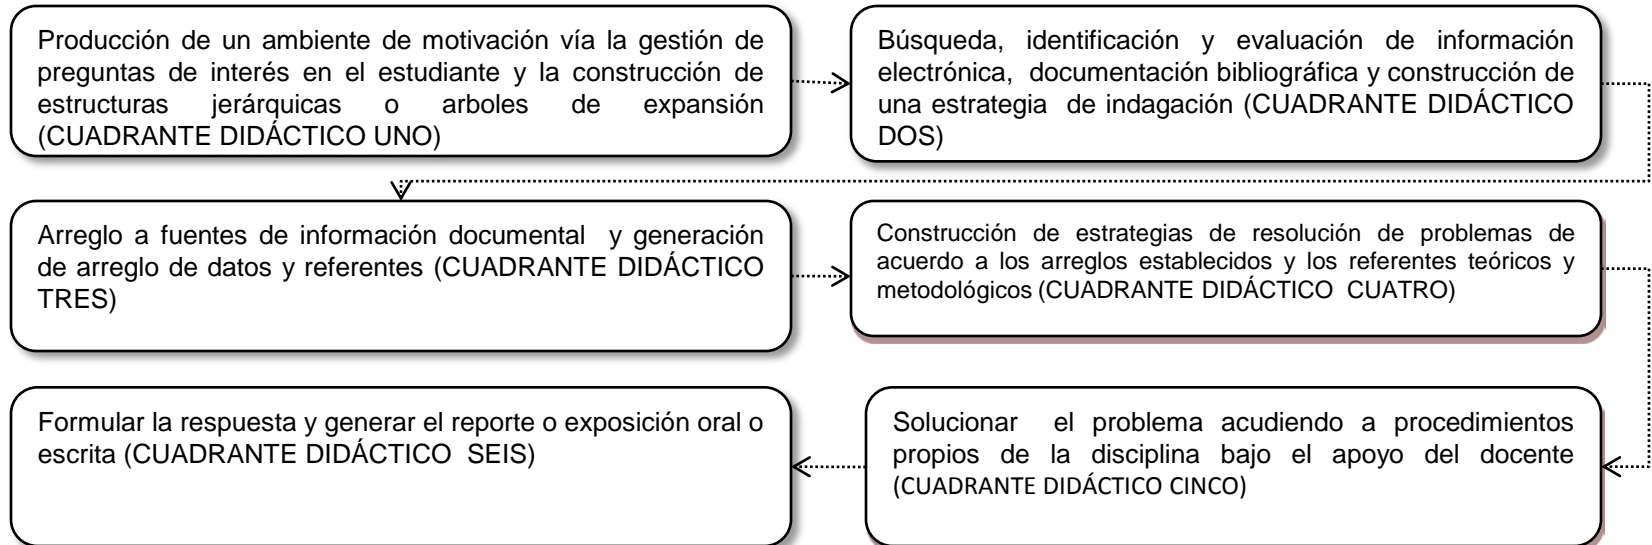 Producción de un ambiente de motivación vía la gestión de
preguntas de interés en el estudiante y la construcción de
estructuras jerárquicas o arboles de expansión
(CUADRANTE DIDÁCTICO UNO)
Búsqueda, identificación y evaluación de información
electrónica, documentación bibliográfica y construcción de
una estrategia de indagación (CUADRANTE DIDÁCTICO
DOS)
Arreglo a fuentes de información documental y generación
de arreglo de datos y referentes (CUADRANTE DIDÁCTICO
TRES)
Construcción de estrategias de resolución de problemas de
acuerdo a los arreglos establecidos y los referentes teóricos y
metodológicos (CUADRANTE DIDÁCTICO CUATRO)
Solucionar el problema acudiendo a procedimientos
propios de la disciplina bajo el apoyo del docente
(CUADRANTE DIDÁCTICO CINCO)
Formular la respuesta y generar el reporte o exposición oral o
escrita (CUADRANTE DIDÁCTICO SEIS)